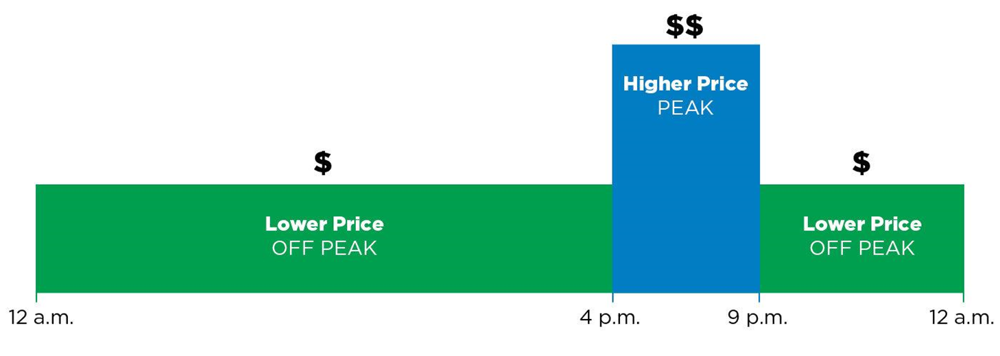 $$
Higher Price
PEAK
$
Lower Price
OFF PEAK
$
Lower Price
OFF PEAK
12 a.m.
4 p.m.
9 p.m.
12 a.m.